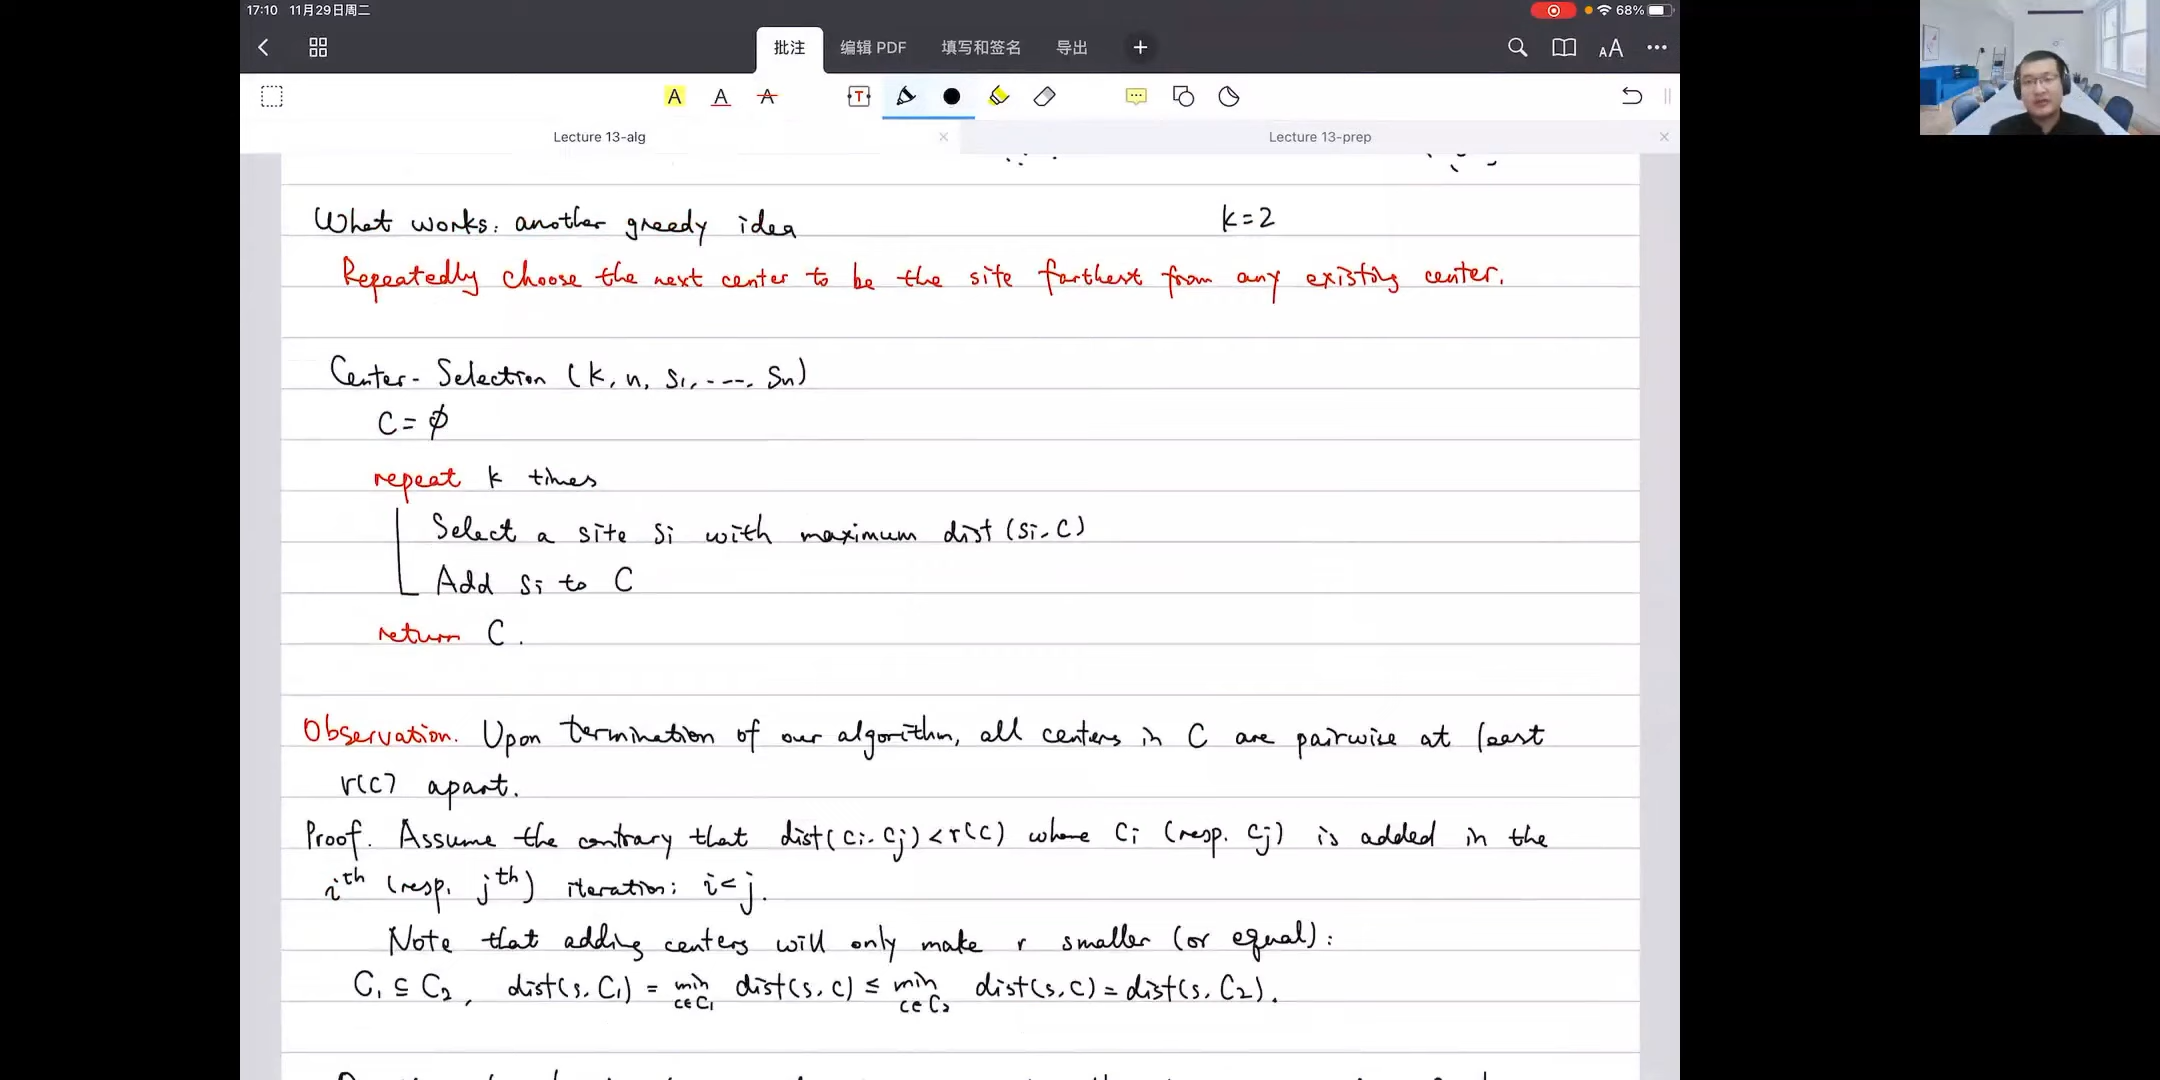 17:10 11月29日周二
68%
批注 编辑 PDF 填写和签名 导出
AA
A A A T
Lecture 13-alg
Lecture 13-prep
What works: another greedy idea
k=2
Repeatedly choose the next center to be the site farthest from any existing center.
Center-Selection (k, n, s1, ----, sn)
C = ∅
repeat k times
Select a site si with maximum dist (si, C)
Add si to C
return C.
Observation. Upon termination of our algorithm, all centers in C are pairwise at least
r(C) apart.
Proof. Assume the contrary that dist(ci, cj) < r(C) where ci (resp. cj) is added in the
i^th (resp. j^th) iteration; i<j.
Note that adding centers will only make r smaller (or equal):
C1 ⊆ C2, dist(s, C1) = min c∈C1 dist(s, c) ≤ min c∈C2 dist(s, c) = dist(s, C2).